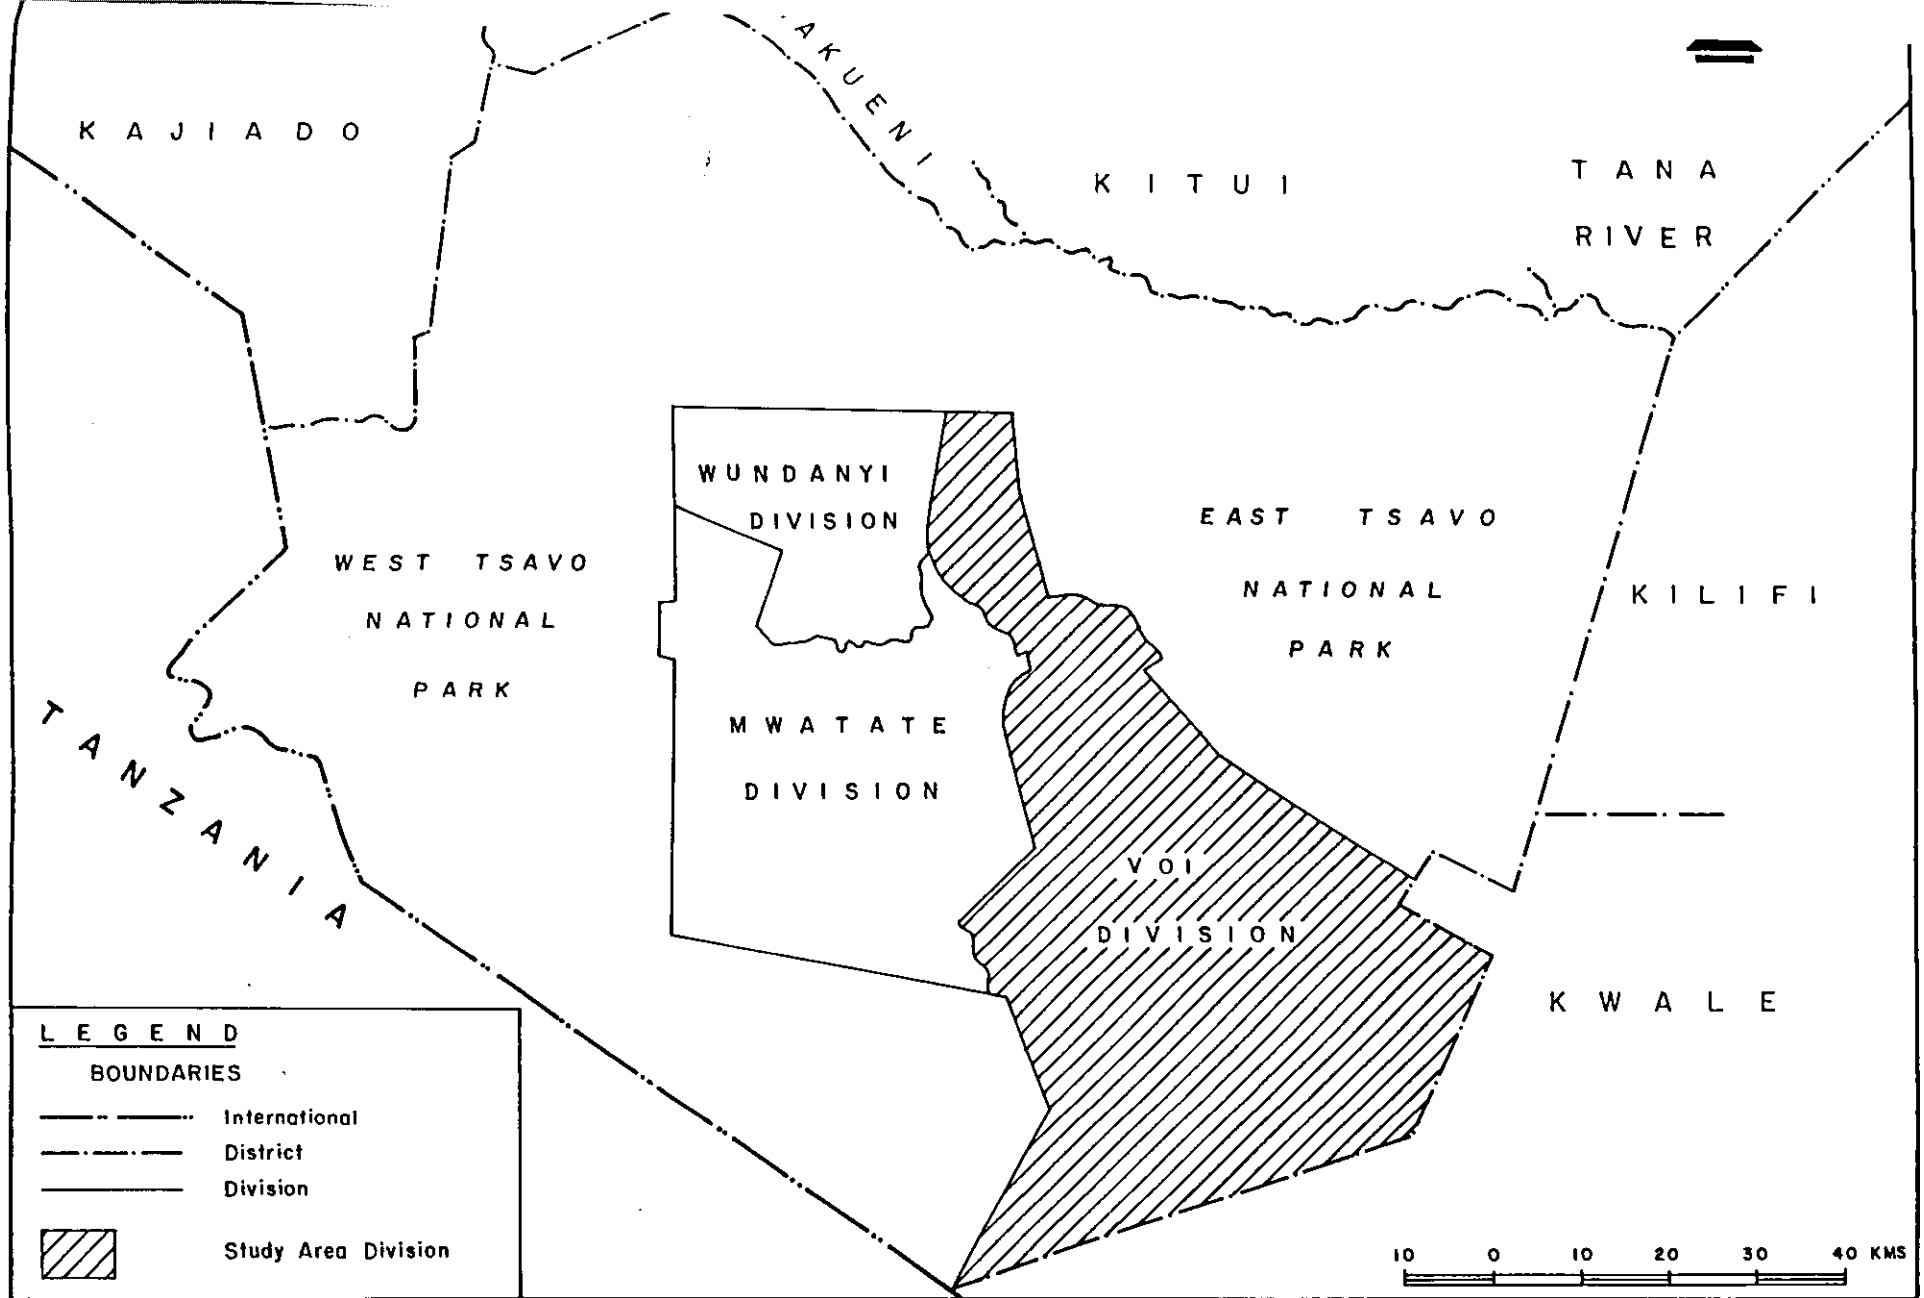 AKUENI
KAJIADO
KITUI
TANA
RIVER
WUNDANYI
DIVISION
EAST TSAVO
NATIONAL
PARK
WEST TSAVO
NATIONAL
PARK
KILIFI
TANZANIA
MWATATE
DIVISION
VOI
DIVISION
KWALE
LEGEND
BOUNDARIES
International
District
Division
Study Area Division
10 0 10 20 30 40 KMS